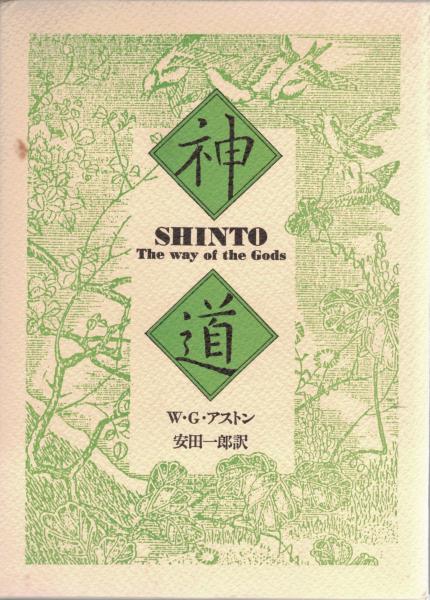 神
SHINTO
The way of the Gods
道
W・G・アストン
安田一郎訳